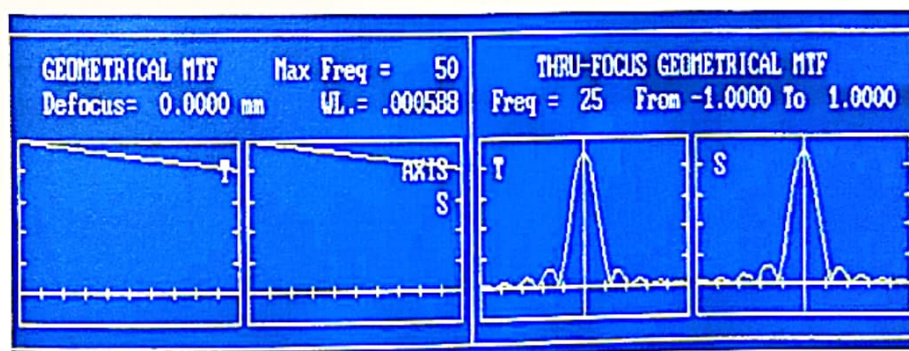 GEOMETRICAL MTF Max Freq = 50
Defocus= 0.0000 mm WL.= .000588
T
AXIS
S
THRU-FOCUS GEOMETRICAL MTF
Freq = 25 From -1.0000 To 1.0000
T
S